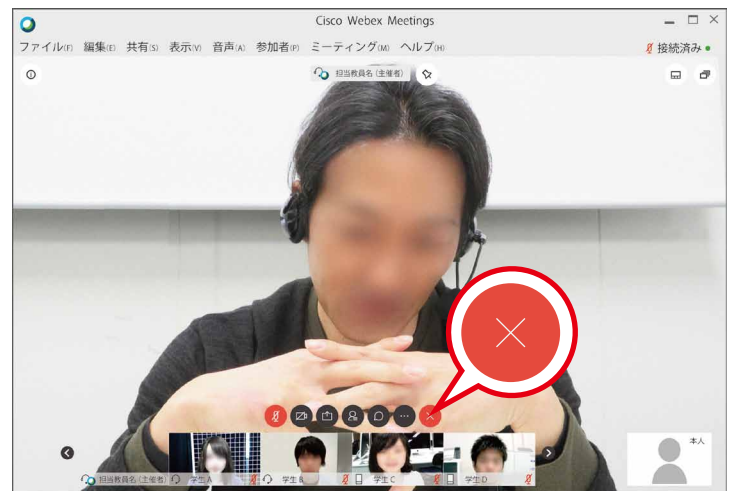 Cisco Webex Meetings
ファイル(F) 編集(E) 共有(S) 表示(V) 音声(A) 参加者(P) ミーティング(M) ヘルプ(H) 接続済み
担当教員名(主催者)
本人
担当教員名(主催者) 学生A 学生B 学生C 学生D